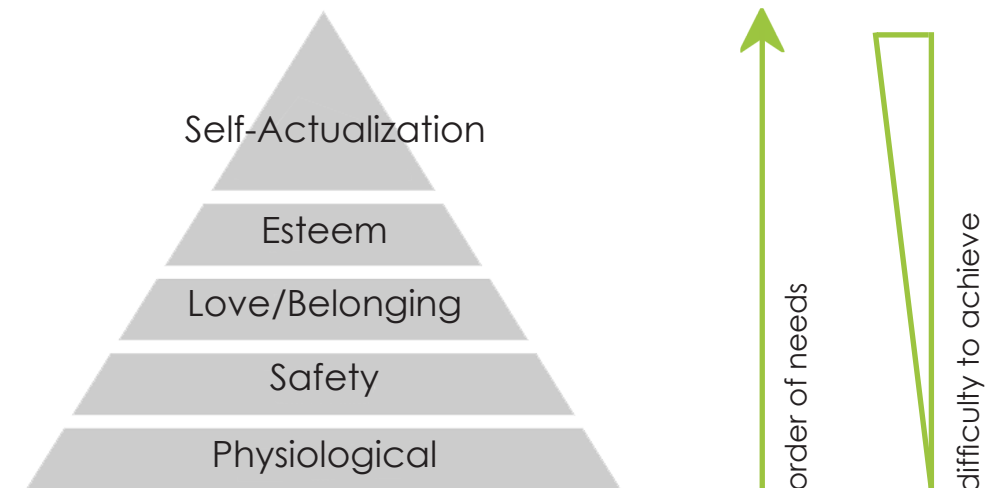 Self-Actualization
Esteem
Love/Belonging
Safety
Physiological
order of needs
difficulty to achieve